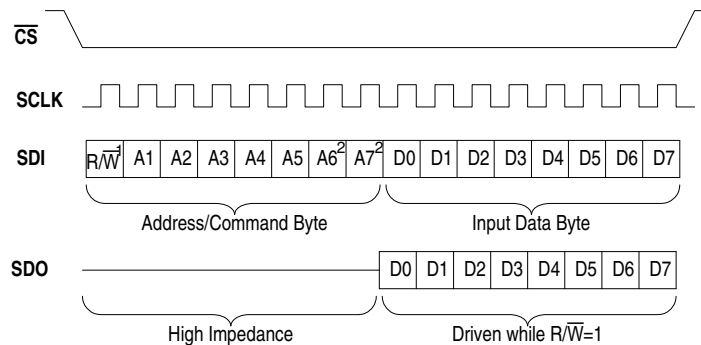 CS
SCLK
SDI R/W¹ A1 A2 A3 A4 A5 A6² A7² D0 D1 D2 D3 D4 D5 D6 D7
Address/Command Byte Input Data Byte
SDO D0 D1 D2 D3 D4 D5 D6 D7
High Impedance Driven while R/W=1